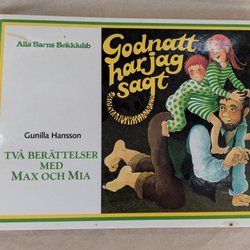 Alla Barns Bokklubb
Godnatt
har jag
sagt
Gunilla Hansson
TVÅ BERÄTTELSER
MED
MAX OCH MIA